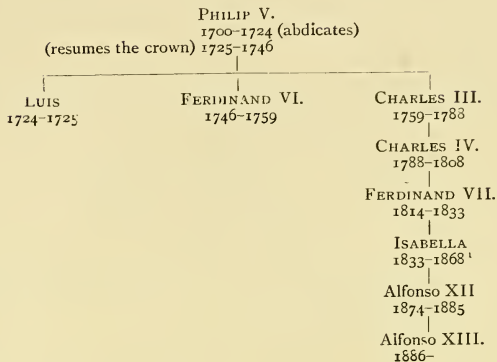 PHILIP V.
1700–1724 (abdicates)
(resumes the crown) 1725–1746
LUIS FERDINAND VI. CHARLES III.
1724–1725 1746–1759 1759–1788
CHARLES IV.
1788–1808
FERDINAND VII.
1814–1833
ISABELLA
1833–1868¹
Alfonso XII
1874–1885
Alfonso XIII.
1886–